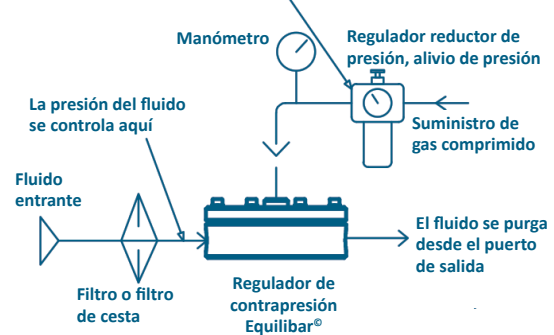 Manómetro
Regulador reductor de
presión, alivio de presión
La presión del fluido
se controla aquí
Suministro de
gas comprimido
Fluido
entrante
El fluido se purga
desde el puerto
de salida
Filtro o filtro
de cesta
Regulador de
contrapresión
Equilibar©